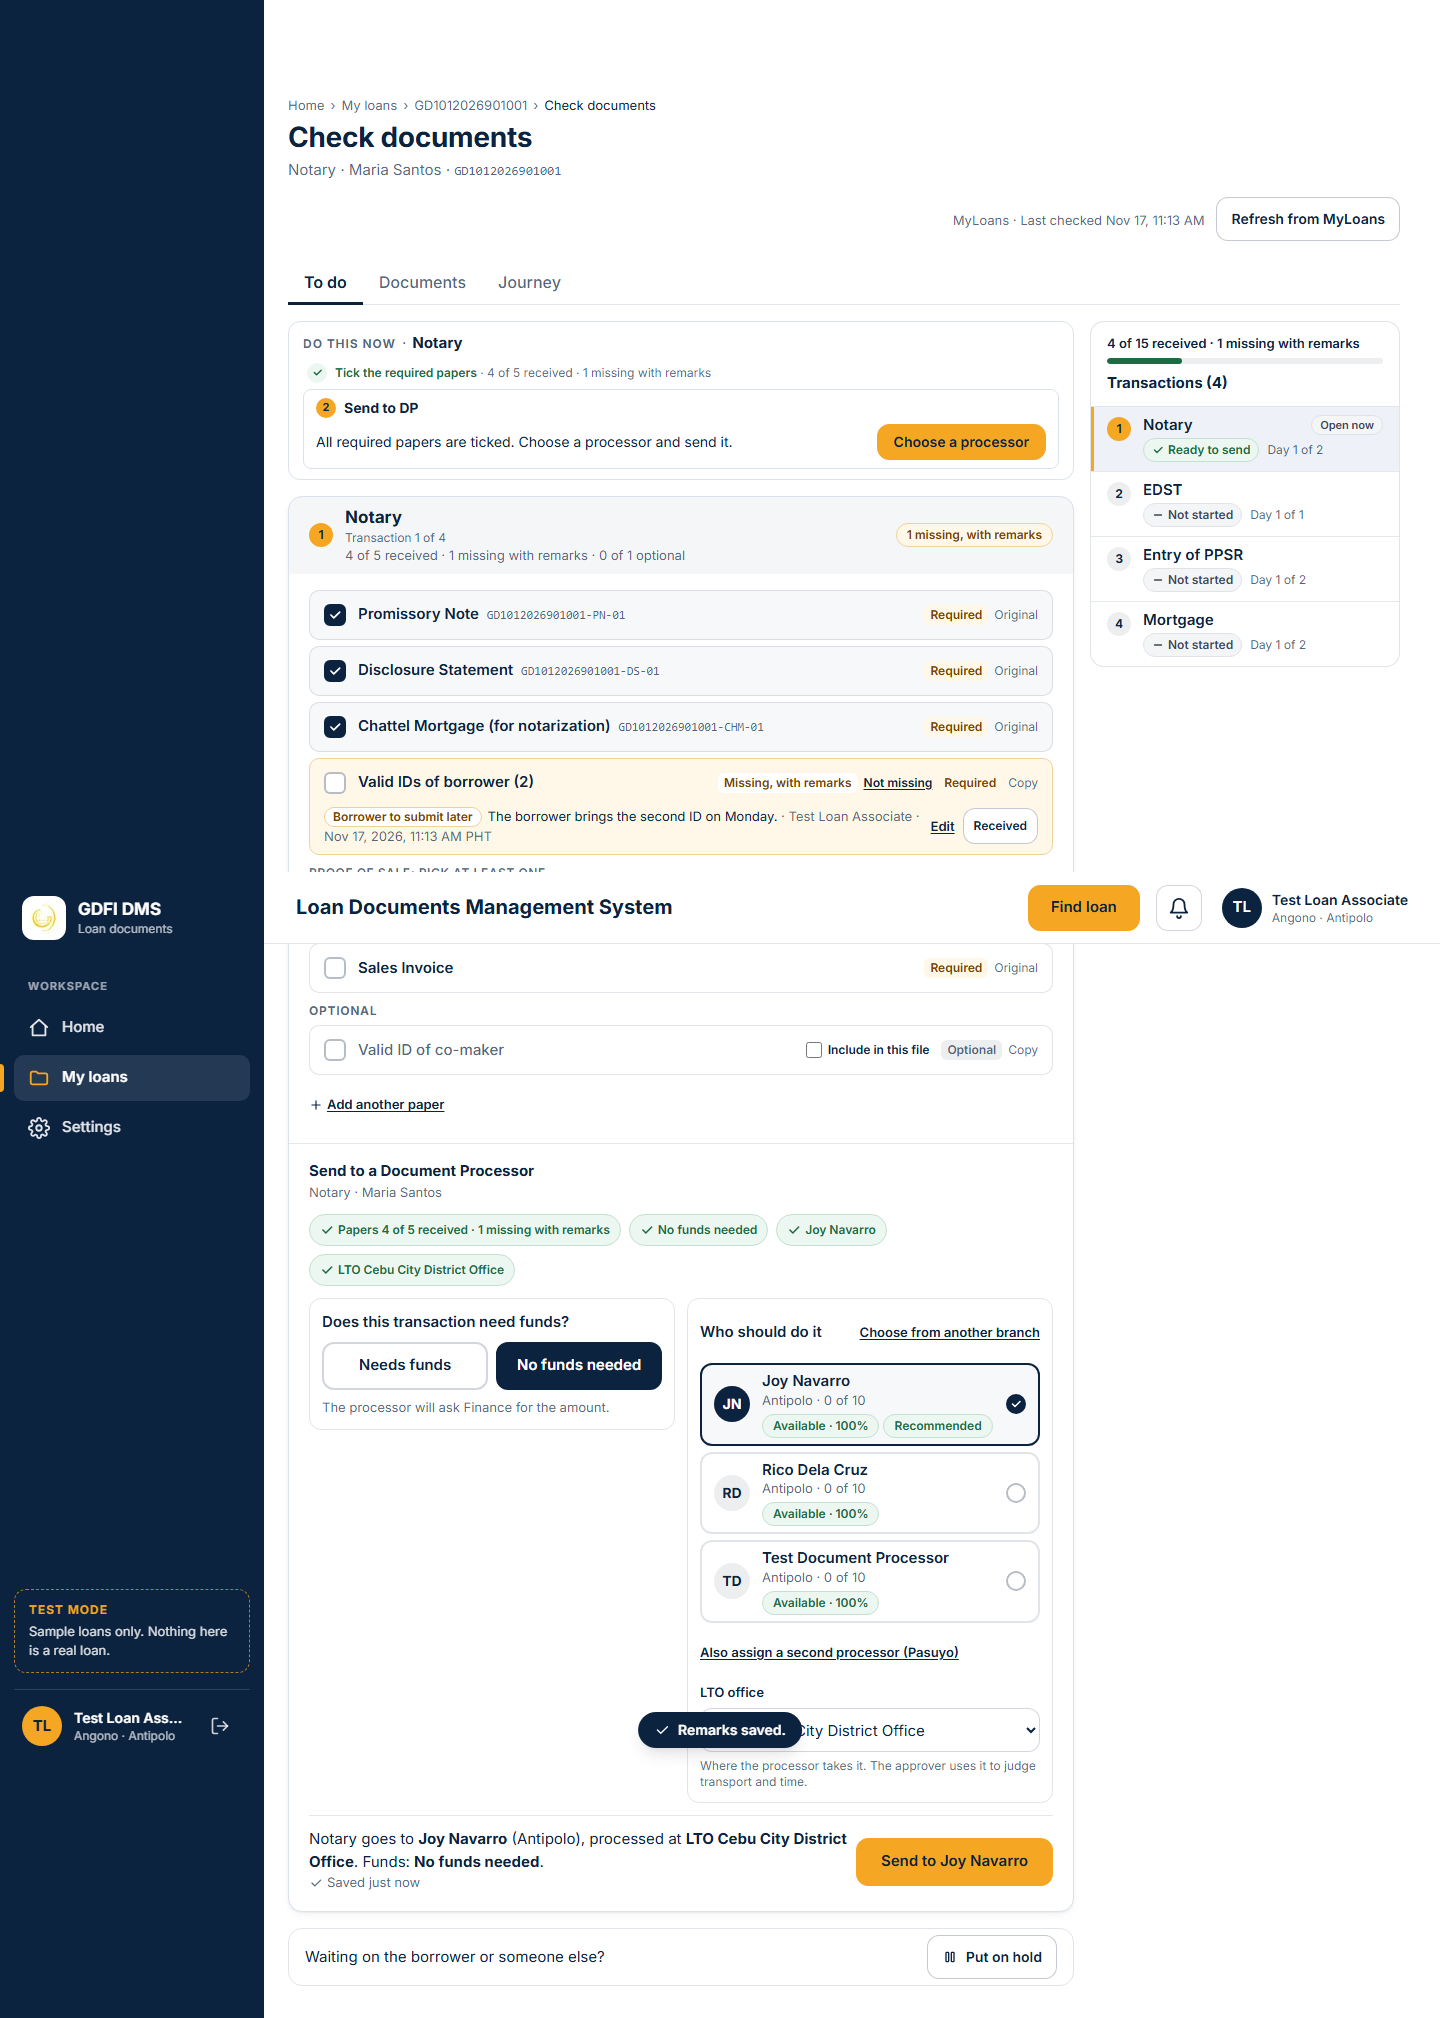 Home › My loans › GD1012026901001 › Check documents
Check documents
Notary · Maria Santos · GD1012026901001
MyLoans · Last checked Nov 17, 11:13 AM
Refresh from MyLoans
To do
Documents
Journey
DO THIS NOW · Notary
Tick the required papers · 4 of 5 received · 1 missing with remarks
2 Send to DP
All required papers are ticked. Choose a processor and send it.
Choose a processor
4 of 15 received · 1 missing with remarks
Transactions (4)
1 Notary
Open now
Ready to send Day 1 of 2
2 EDST
Not started Day 1 of 1
3 Entry of PPSR
Not started Day 1 of 2
4 Mortgage
Not started Day 1 of 2
1 Notary
Transaction 1 of 4
4 of 5 received · 1 missing with remarks · 0 of 1 optional
1 missing, with remarks
Promissory Note GD1012026901001-PN-01 Required Original
Disclosure Statement GD1012026901001-DS-01 Required Original
Chattel Mortgage (for notarization) GD1012026901001-CHM-01 Required Original
Valid IDs of borrower (2) Missing, with remarks Not missing Required Copy
Borrower to submit later The borrower brings the second ID on Monday. · Test Loan Associate ·
Nov 17, 2026, 11:13 AM PHT
Edit
Received
PROOF OF SALE: PICK AT LEAST ONE
GDFI DMS
Loan documents
Loan Documents Management System
Find loan
TL
Test Loan Associate
Angono · Antipolo
WORKSPACE
Home
My loans
Settings
Sales Invoice Required Original
OPTIONAL
Valid ID of co-maker Include in this file Optional Copy
+ Add another paper
Send to a Document Processor
Notary · Maria Santos
Papers 4 of 5 received · 1 missing with remarks
No funds needed
Joy Navarro
LTO Cebu City District Office
Does this transaction need funds?
Needs funds
No funds needed
The processor will ask Finance for the amount.
Who should do it
Choose from another branch
JN
Joy Navarro
Antipolo · 0 of 10
Available · 100% Recommended
RD
Rico Dela Cruz
Antipolo · 0 of 10
Available · 100%
TD
Test Document Processor
Antipolo · 0 of 10
Available · 100%
Also assign a second processor (Pasuyo)
LTO office
City District Office
Remarks saved.
Where the processor takes it. The approver uses it to judge
transport and time.
TEST MODE
Sample loans only. Nothing here
is a real loan.
TL
Test Loan Ass...
Angono · Antipolo
Notary goes to Joy Navarro (Antipolo), processed at LTO Cebu City District
Office. Funds: No funds needed.
Saved just now
Send to Joy Navarro
Waiting on the borrower or someone else?
Put on hold